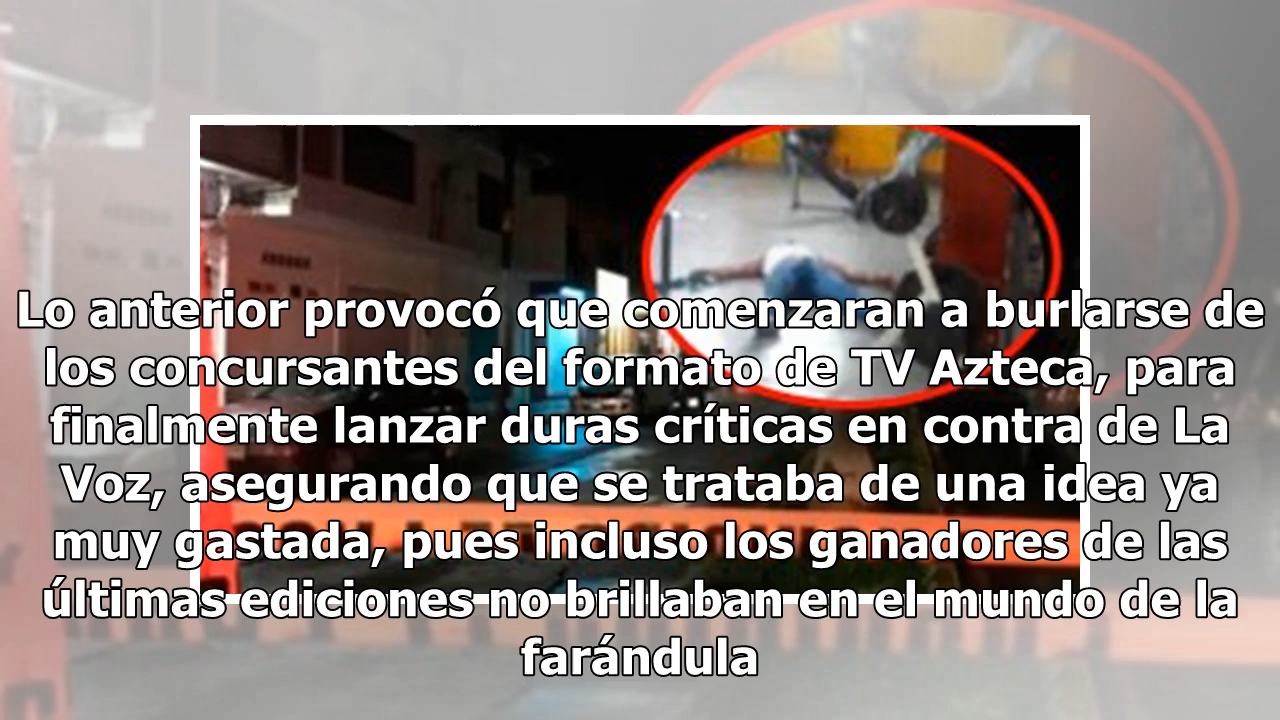 Lo anterior provocó que comenzaran a burlarse de
los concursantes del formato de TV Azteca, para
finalmente lanzar duras críticas en contra de La
Voz, asegurando que se trataba de una idea ya
muy gastada, pues incluso los ganadores de las
últimas ediciones no brillaban en el mundo de la
farándula